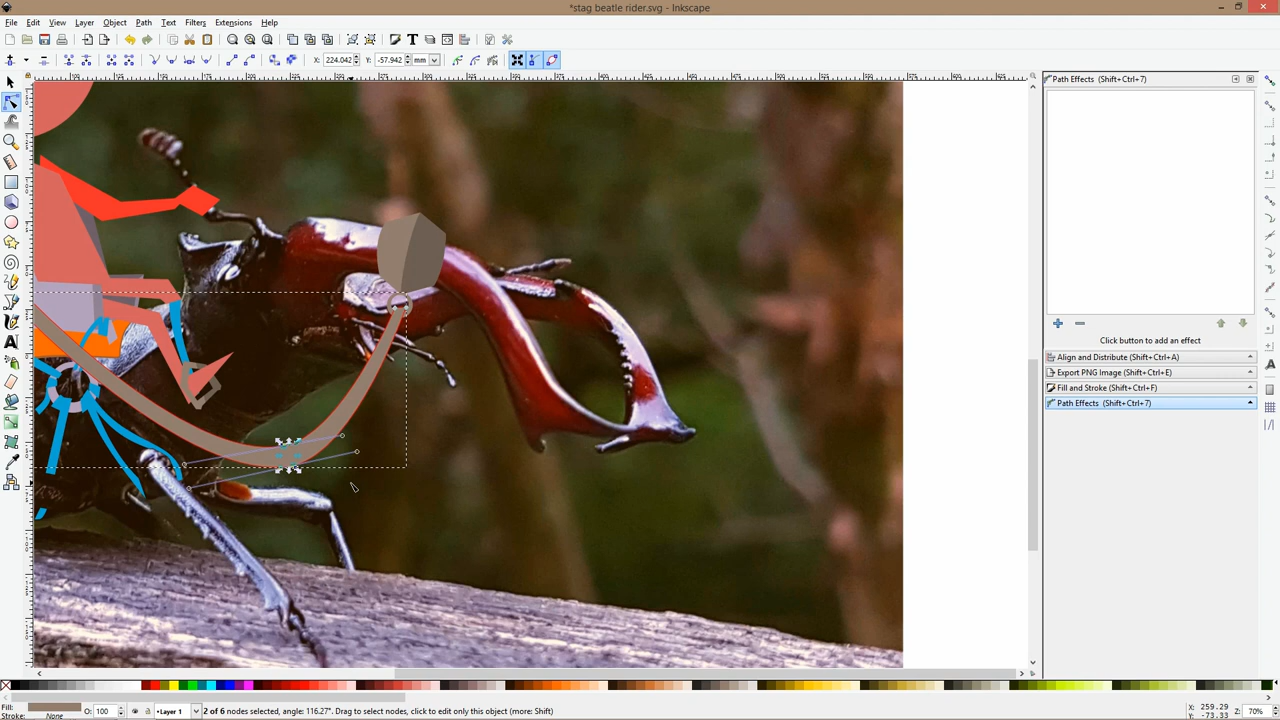 *stag beatle rider.svg - Inkscape
File Edit View Layer Object Path Text Filters Extensions Help
X: 224.042 Y: -57.942 mm
Path Effects (Shift+Ctrl+7)
Click button to add an effect
Align and Distribute (Shift+Ctrl+A)
Export PNG Image (Shift+Ctrl+E)
Fill and Stroke (Shift+Ctrl+F)
Path Effects (Shift+Ctrl+7)
Fill: O: 100 Layer 1 2 of 6 nodes selected, angle: 116.27°. Drag to select nodes, click to edit only this object (more: Shift) X: 259.29 Z: 70%
Stroke: None Y: -73.33